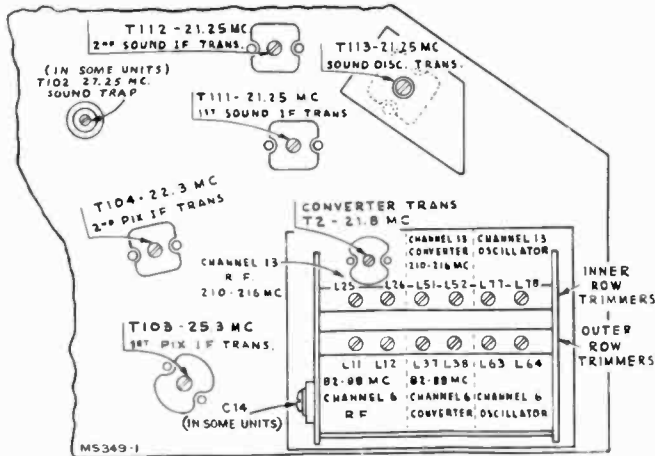 T112-21.25 MC
2ND SOUND IF TRANS.
T113-21.25 MC
SOUND DISC. TRANS.
(IN SOME UNITS)
T102 27.25 MC.
SOUND TRAP
T111-21.25 MC
1ST SOUND IF TRANS
T104-22.3 MC
2ND PIX IF TRANS
CONVERTER TRANS
T2-21.8 MC
CHANNEL 13
R F.
210-216 MC
CHANNEL 13
CONVERTER
210-216 MC
CHANNEL 13
OSCILLATOR
L25 L26 L51 L52 L77 L78
INNER
ROW
TRIMMERS
T103-25.3 MC
1ST PIX IF TRANS.
OUTER
ROW
TRIMMERS
L11 L12 L37 L38 L63 L64
82-88 MC
CHANNEL 6
R F
82-88 MC
CHANNEL 6
CONVERTER
CHANNEL 6
OSCILLATOR
C14
(IN SOME UNITS)
MS349-1